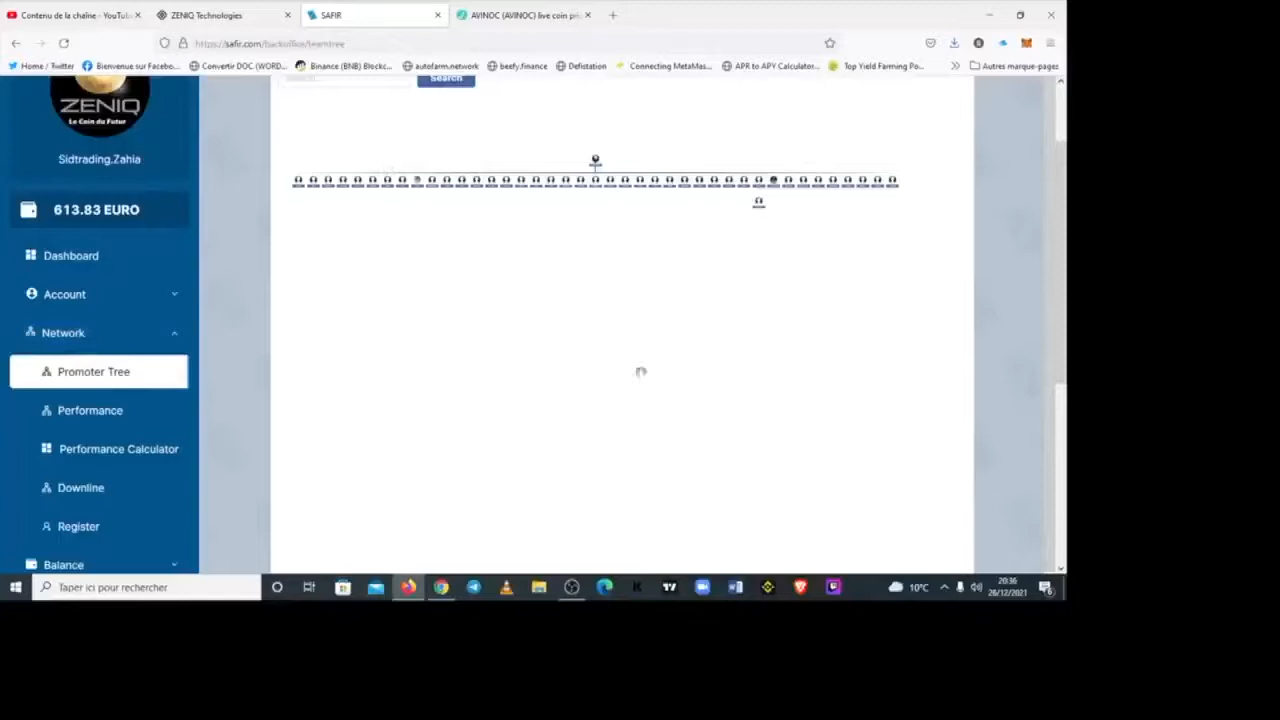 Contenu de la chaîne - YouTu
ZENIQ Technologies
SAFIR
AVINOC (AVINOC) live coin pri
https://safir.com/backoffice/teamtree
Home / Twitter
Bienvenue sur Facebo...
Convertir DOC (WORD...
Binance (BNB) Blockc...
autofarm.network
beefy.finance
Defistation
Connecting MetaMas...
APR to APY Calculator...
Top Yield Farming Po...
Autres marque-pages
Search
ZENIQ
Le Coin du Futur
Sidtrading.Zahia
613.83 EURO
Dashboard
Account
Network
Promoter Tree
Performance
Performance Calculator
Downline
Register
Balance
Taper ici pour rechercher
10°C
20:36
26/12/2021